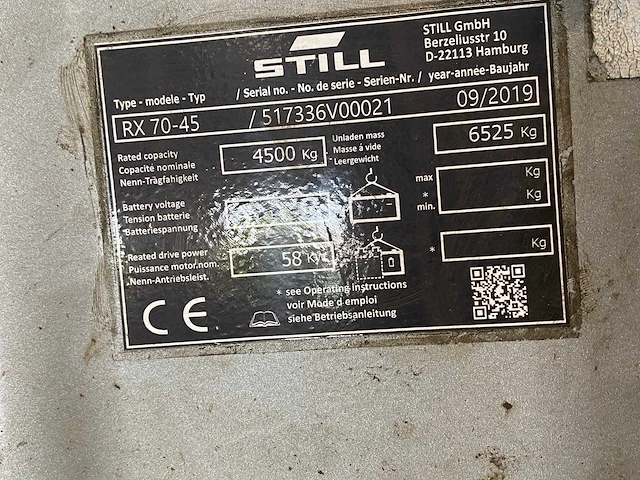 STILL
STILL GmbH
Berzeliusstr 10
D-22113 Hamburg
Type - modele - Typ / Serial no. - No. de serie - Serien-Nr. / year-année-Baujahr
RX 70-45 / 517336V00021 09/2019
Rated capacity
Capacité nominale
Nenn-Tragfahigkeit
4500 Kg
Unladen mass
Masse à vide
Leergewicht
6525 Kg
Battery voltage
Tension batterie
Batteriespannung
max Kg
*
min. Kg
Reated drive power
Puissance motor.nom.
Nenn-Antriebsleist.
58
* Kg
* see Operating instructions
voir Mode d emploi
siehe Betriebsanleitung
CE